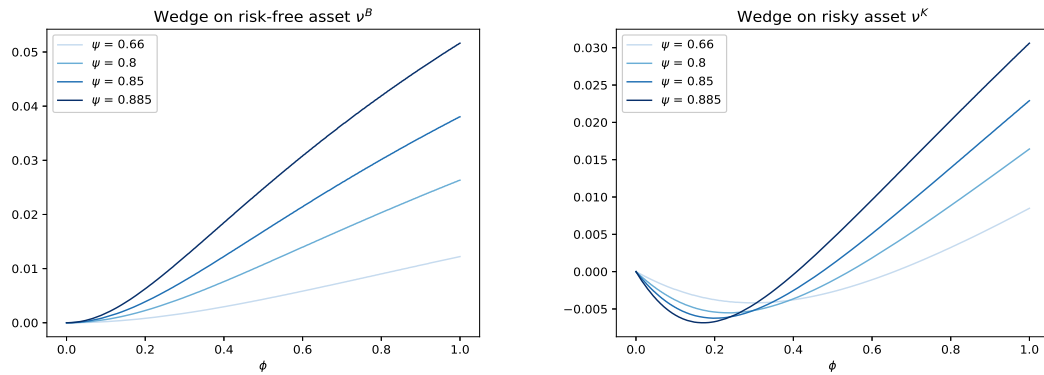 Wedge on risk-free asset ν^B
ψ = 0.66
ψ = 0.8
ψ = 0.85
ψ = 0.885
0.05
0.04
0.03
0.02
0.01
0.00
0.0 0.2 0.4 0.6 0.8 1.0
ϕ
Wedge on risky asset ν^K
ψ = 0.66
ψ = 0.8
ψ = 0.85
ψ = 0.885
0.030
0.025
0.020
0.015
0.010
0.005
0.000
−0.005
0.0 0.2 0.4 0.6 0.8 1.0
ϕ